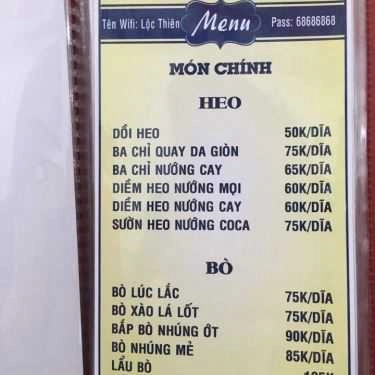 Tên Wifi: Lộc Thiên Menu Pass: 68686868
MÓN CHÍNH
HEO
DỒI HEO 50K/DĨA
BA CHỈ QUAY DA GIÒN 75K/DĨA
BA CHỈ NƯỚNG CAY 65K/DĨA
DIỀM HEO NƯỚNG MỌI 60K/DĨA
DIỀM HEO NƯỚNG CAY 60K/DĨA
SƯỜN HEO NƯỚNG COCA 75K/DĨA
BÒ
BÒ LÚC LẮC 75K/DĨA
BÒ XÀO LÁ LỐT 75K/DĨA
BẮP BÒ NHÚNG ỚT 90K/DĨA
BÒ NHÚNG MẺ 85K/DĨA
LẨU BÒ